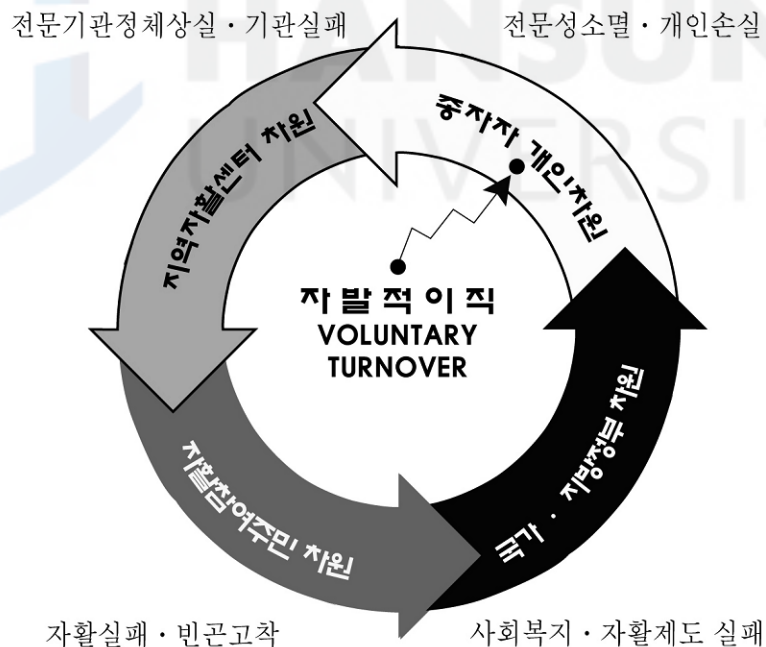 전문기관정체상실・기관실패
전문성소멸・개인손실
HANSUN
UNIVERSI
종자자 개인차원
지역자활센터 차원
자발적이직
VOLUNTARY
TURNOVER
자활참여주민 차원
국가・지방정부 차원
자활실패・빈곤고착
사회복지・자활제도 실패